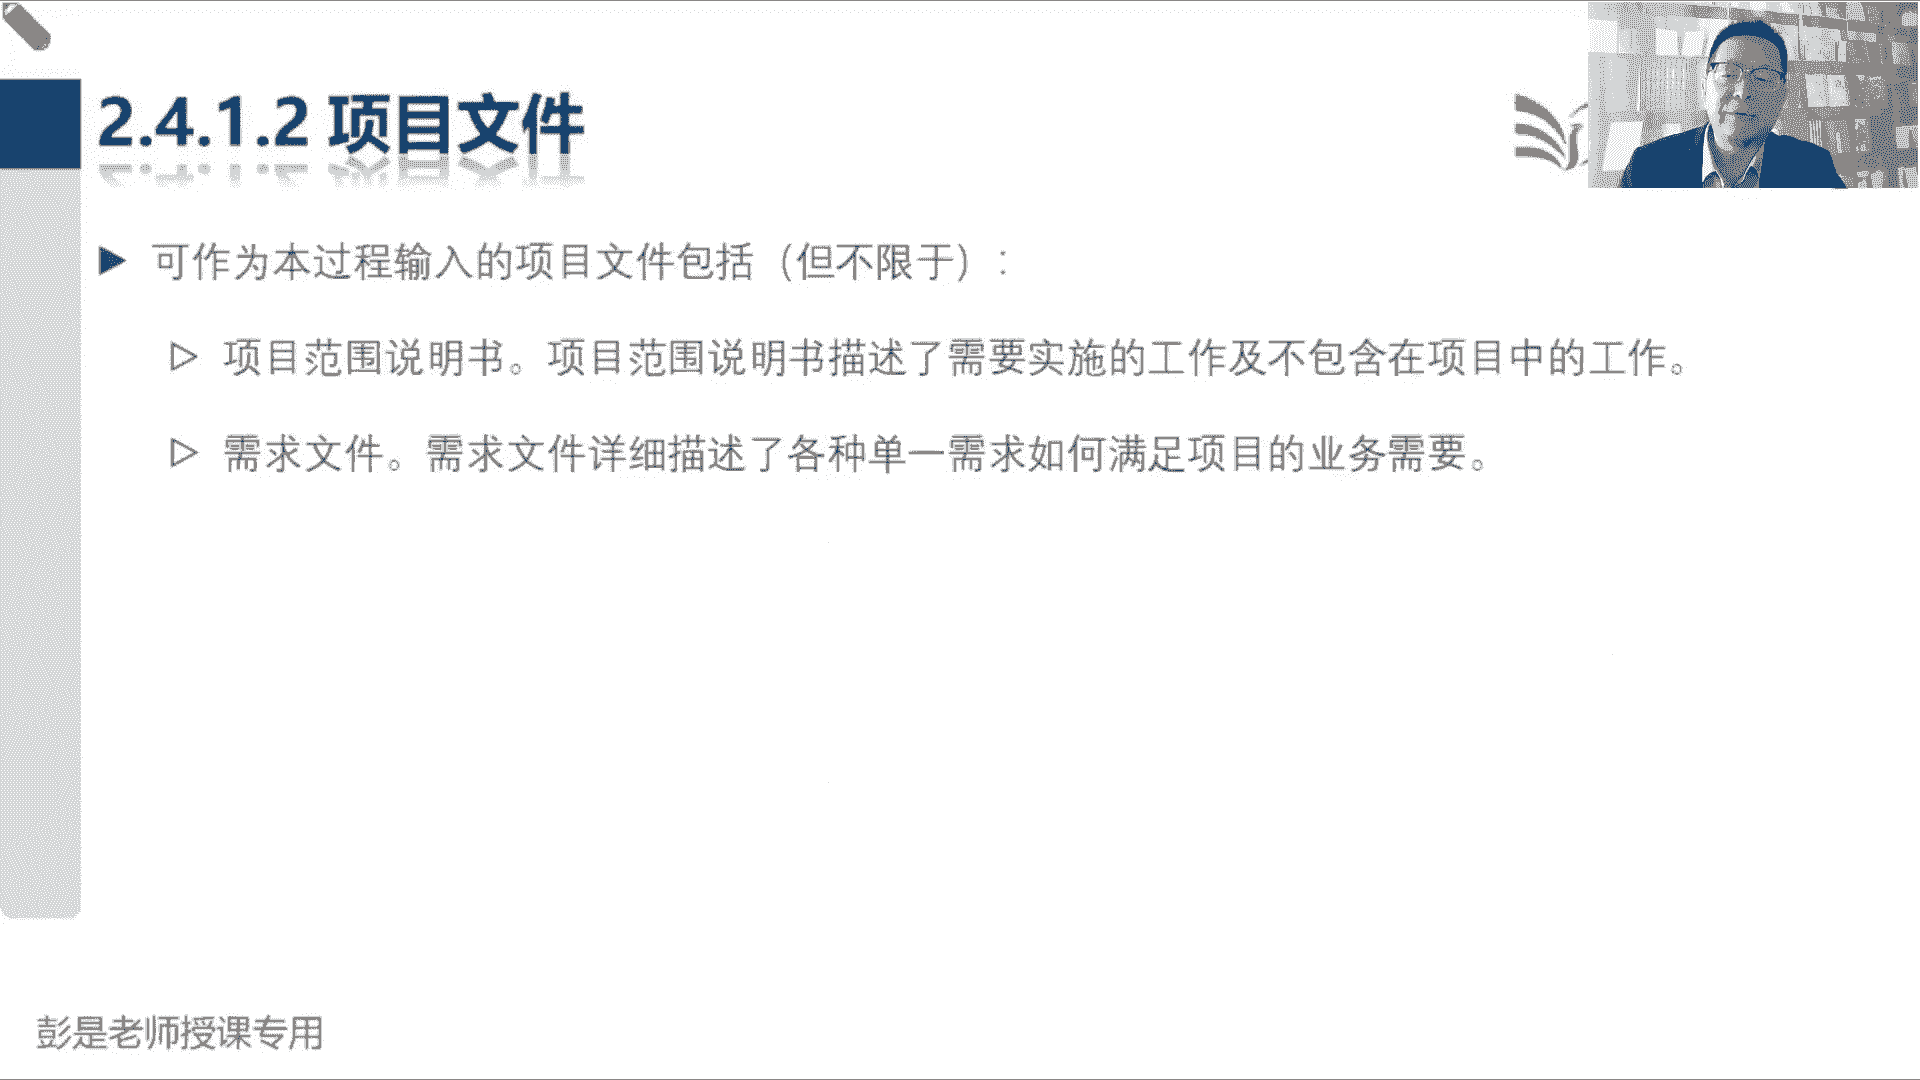 2.4.1.2 项目文件
可作为本过程输入的项目文件包括（但不限于）：
项目范围说明书。项目范围说明书描述了需要实施的工作及不包含在项目中的工作。
需求文件。需求文件详细描述了各种单一需求如何满足项目的业务需要。
彭是老师授课专用